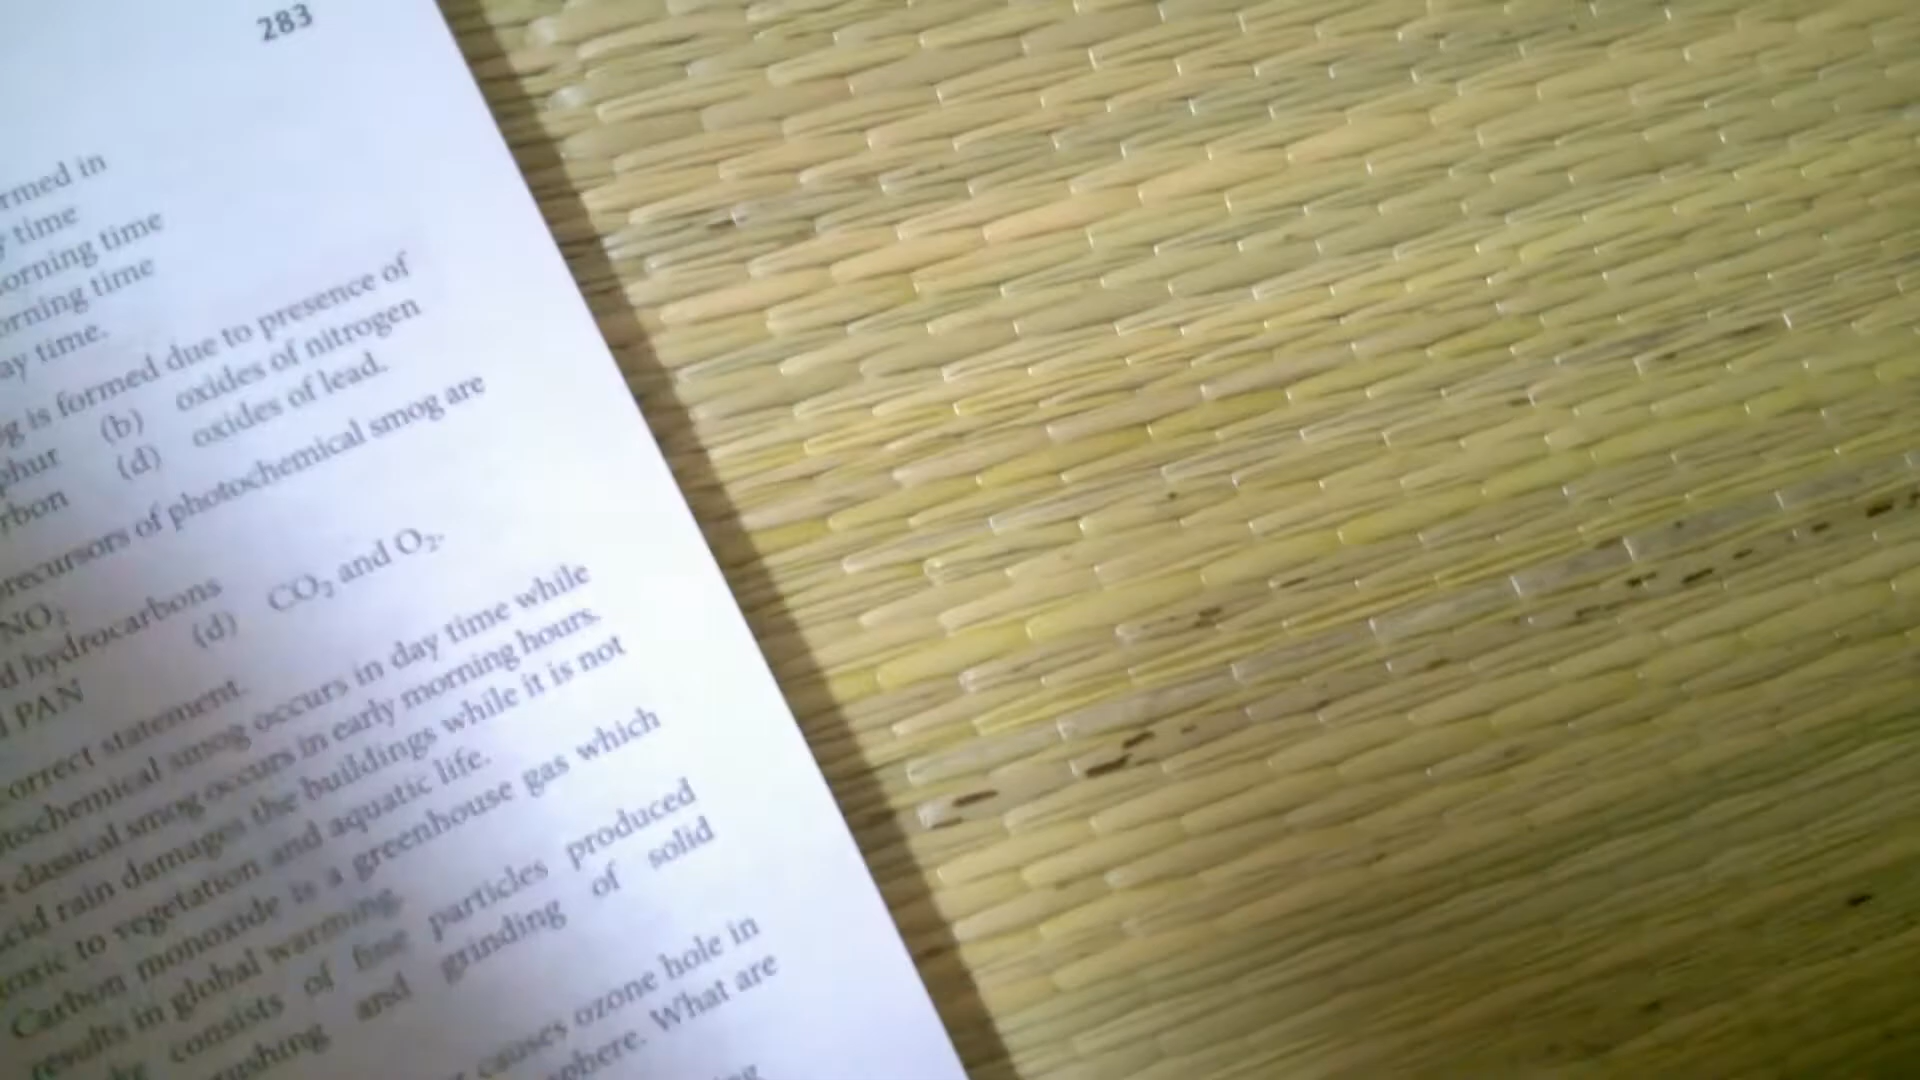 283
rmed in
y time
orning time
orning time
ay time.
g is formed due to presence of
phur (b) oxides of nitrogen
rbon (d) oxides of lead.
recursors of photochemical smog are
NO2
d hydrocarbons
PAN (d) CO2 and O2.
orrect statement.
tochemical smog occurs in day time while
classical smog occurs in early morning hours.
cid rain damages the buildings while it is not
toxic to vegetation and aquatic life.
Carbon monoxide is a greenhouse gas which
results in global warming.
consists of fine particles produced
ushing and grinding of solid
causes ozone hole in
phere. What are